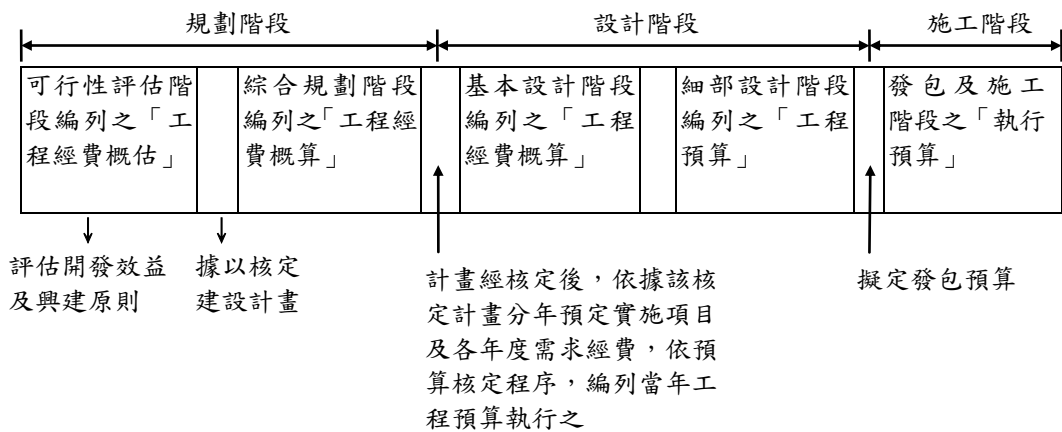 規劃階段
設計階段
施工階段
可行性評估階
段編列之「工
程經費概估」
綜合規劃階段
編列之「工程經
費概算」
基本設計階段
編列之「工程
經費概算」
細部設計階段
編列之「工程
預算」
發包及施工
階段之「執行
預算」
評估開發效益
及興建原則
據以核定
建設計畫
計畫經核定後,依據該核
定計畫分年預定實施項目
及各年度需求經費,依預
算核定程序,編列當年工
程預算執行之
擬定發包預算